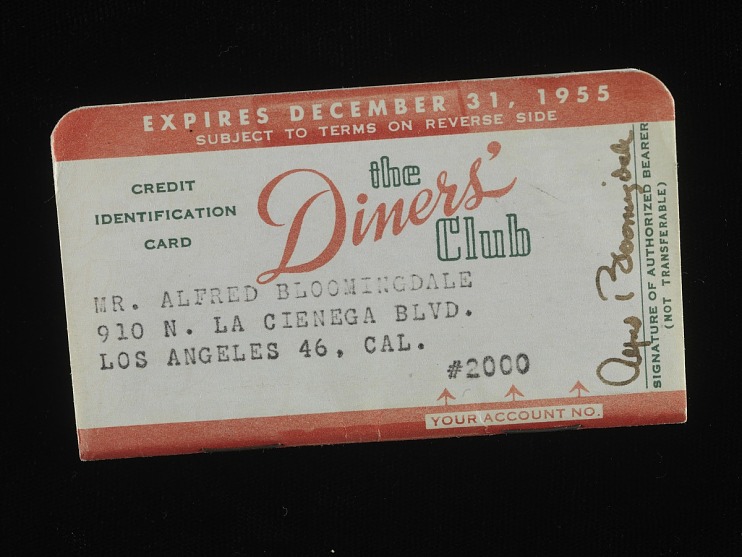 EXPIRES DECEMBER 31, 1955
SUBJECT TO TERMS ON REVERSE SIDE
CREDIT
IDENTIFICATION
CARD
the
Diners'
Club
MR. ALFRED BLOOMINGDALE
910 N. LA CIENEGA BLVD.
LOS ANGELES 46, CAL.
#2000
YOUR ACCOUNT NO.
Alfred Bloomingdale
SIGNATURE OF AUTHORIZED BEARER
(NOT TRANSFERABLE)